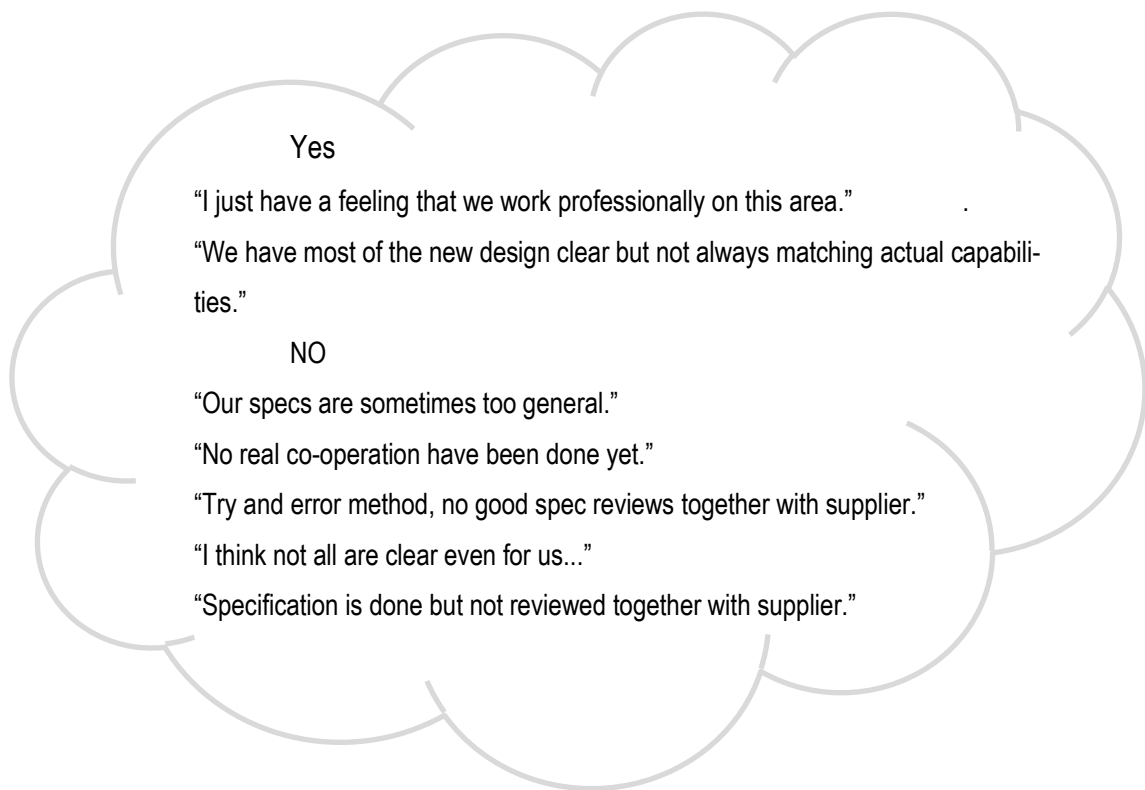 Yes
“I just have a feeling that we work professionally on this area.” .
“We have most of the new design clear but not always matching actual capabili-
ties.”
NO
“Our specs are sometimes too general.”
“No real co-operation have been done yet.”
“Try and error method, no good spec reviews together with supplier.”
“I think not all are clear even for us...”
“Specification is done but not reviewed together with supplier.”